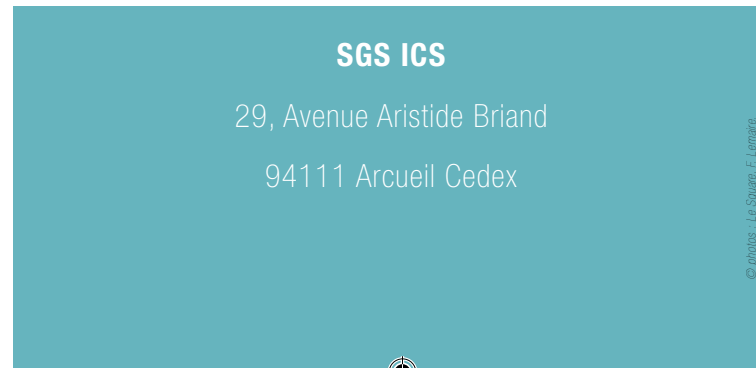 SGS ICS
29, Avenue Aristide Briand
94111 Arcueil Cedex
© photos : Le Square, F. Lemaire.